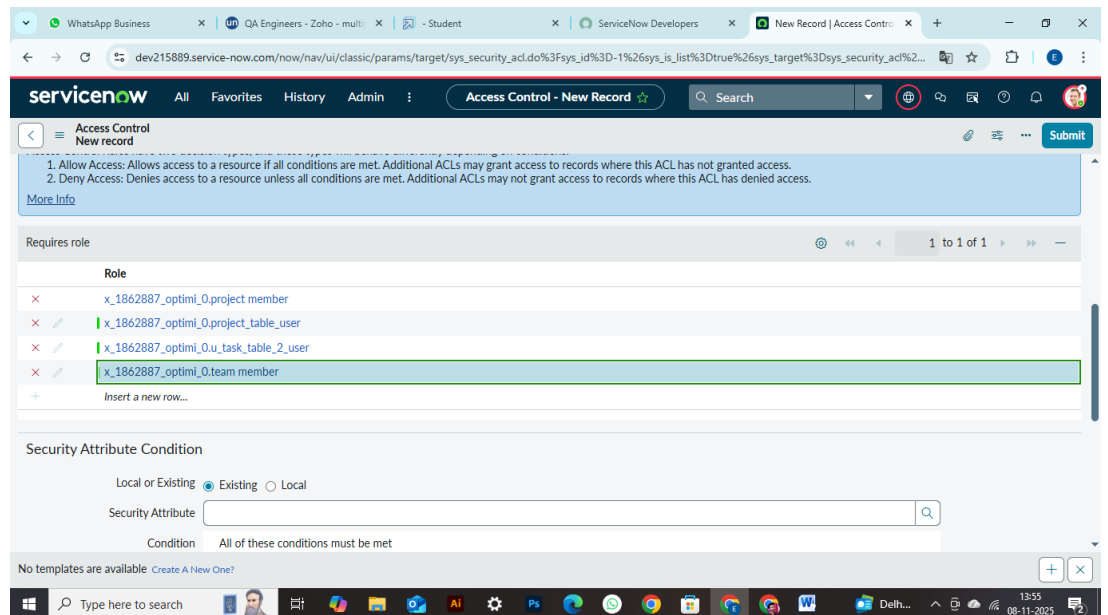 WhatsApp Business
QA Engineers - Zoho - multi
- Student
ServiceNow Developers
New Record | Access Contro
dev215889.service-now.com/now/nav/ui/classic/params/target/sys_security_acl.do%3Fsys_id%3D-1%26sys_is_list%3Dtrue%26sys_target%3Dsys_security_acl%2...
E
servicenow All Favorites History Admin Access Control - New Record Search
Access Control
New record
Submit
1. Allow Access: Allows access to a resource if all conditions are met. Additional ACLs may grant access to records where this ACL has not granted access.
2. Deny Access: Denies access to a resource unless all conditions are met. Additional ACLs may not grant access to records where this ACL has denied access.
More Info
Requires role 1 to 1 of 1
Role
x_1862887_optimi_0.project member
x_1862887_optimi_0.project_table_user
x_1862887_optimi_0.u_task_table_2_user
x_1862887_optimi_0.team member
Insert a new row...
Security Attribute Condition
Local or Existing Existing Local
Security Attribute
Condition All of these conditions must be met
No templates are available Create A New One?
Type here to search
Delh...
13:55
08-11-2025
2